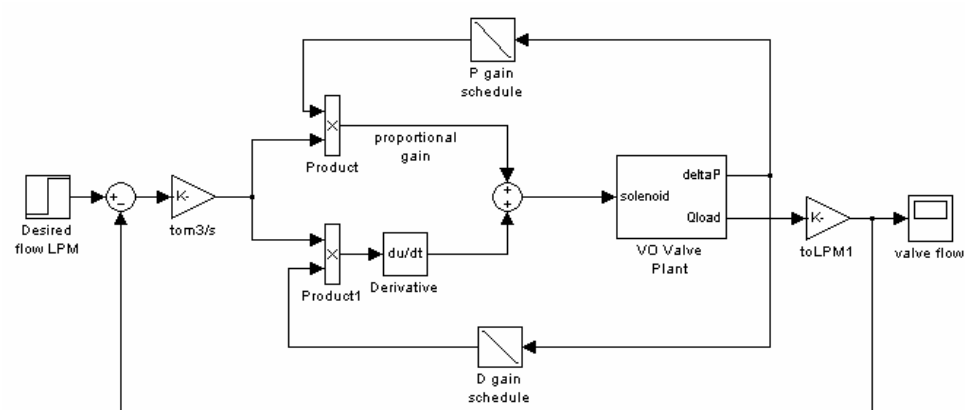 P gain
schedule
×
proportional
gain
Product
deltaP
solenoid
+
+
+
−
K-
K-
Qload
Desired
flow LPM
tom3/s
×
du/dt
VO Valve
Plant
toLPM1
valve flow
Product1
Derivative
D gain
schedule